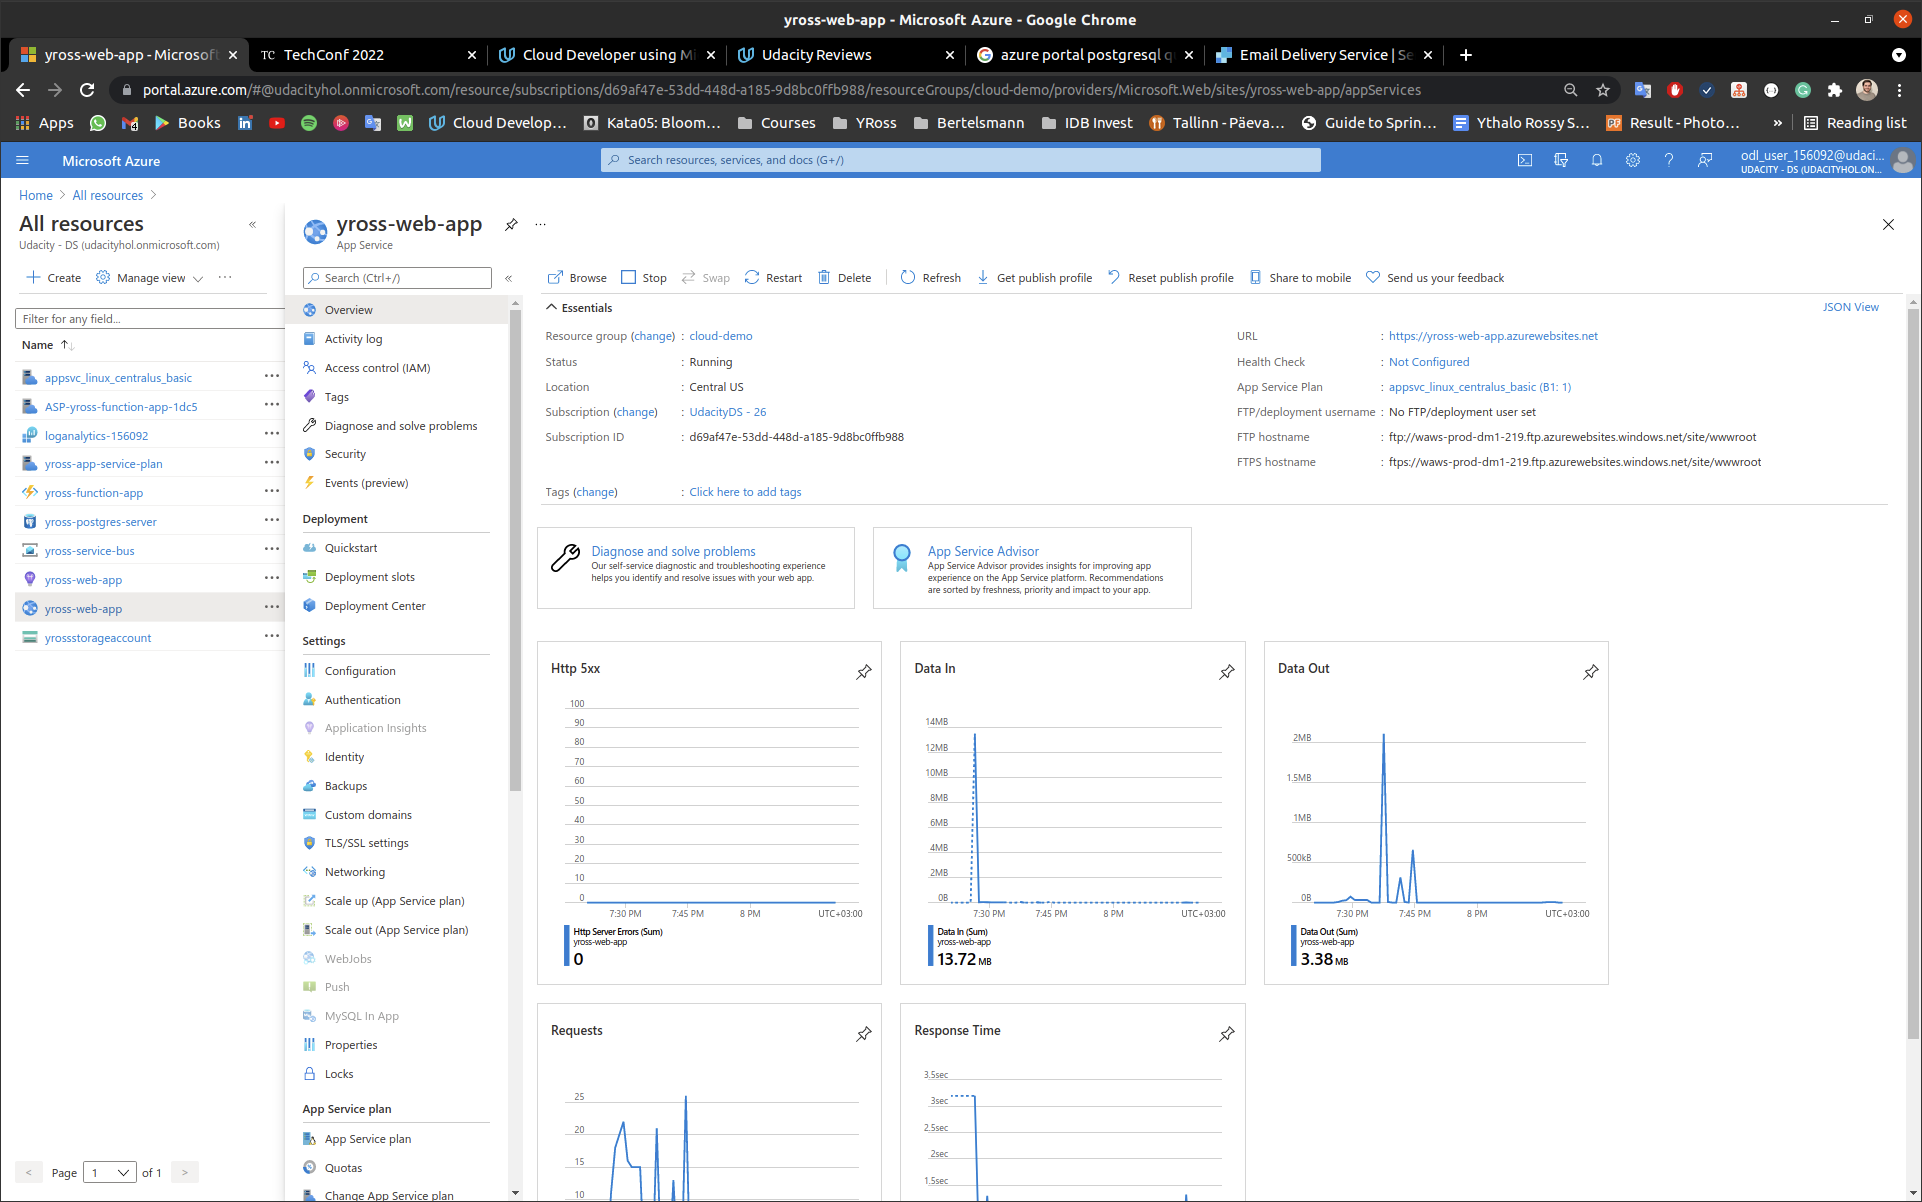 yross-web-app - Microsoft Azure - Google Chrome
yross-web-app - Microsoft
TC TechConf 2022
Cloud Developer using Mi
Udacity Reviews
azure portal postgresql q
Email Delivery Service | Se
portal.azure.com/#@udacityhol.onmicrosoft.com/resource/subscriptions/d69af47e-53dd-448d-a185-9d8bc0ffb988/resourceGroups/cloud-demo/providers/Microsoft.Web/sites/yross-web-app/appServices
Apps
Books
Cloud Develop...
Kata05: Bloom...
Courses
YRoss
Bertelsmann
IDB Invest
Tallinn - Päeva...
Guide to Sprin...
Ythalo Rossy S...
Result - Photo...
»
Reading list
Microsoft Azure
Search resources, services, and docs (G+/)
odl_user_156092@udaci...
UDACITY - DS (UDACITYHOL.ON...
Home > All resources >
All resources
Udacity - DS (udacityhol.onmicrosoft.com)
«
+ Create
Manage view
···
Filter for any field...
Name ↑↓
appsvc_linux_centralus_basic ···
ASP-yross-function-app-1dc5 ···
loganalytics-156092 ···
yross-app-service-plan ···
yross-function-app ···
yross-postgres-server ···
yross-service-bus ···
yross-web-app ···
yross-web-app ···
yrossstorageaccount ···
< Page 1 of 1 >
yross-web-app
···
App Service
Search (Ctrl+/)
«
Overview
Activity log
Access control (IAM)
Tags
Diagnose and solve problems
Security
Events (preview)
Deployment
Quickstart
Deployment slots
Deployment Center
Settings
Configuration
Authentication
Application Insights
Identity
Backups
Custom domains
TLS/SSL settings
Networking
Scale up (App Service plan)
Scale out (App Service plan)
WebJobs
Push
MySQL In App
Properties
Locks
App Service plan
App Service plan
Quotas
Change App Service plan
Browse
Stop
Swap
Restart
Delete
Refresh
Get publish profile
Reset publish profile
Share to mobile
Send us your feedback
Essentials
JSON View
Resource group (change) : cloud-demo
Status : Running
Location : Central US
Subscription (change) : UdacityDS - 26
Subscription ID : d69af47e-53dd-448d-a185-9d8bc0ffb988
Tags (change) : Click here to add tags
URL : https://yross-web-app.azurewebsites.net
Health Check : Not Configured
App Service Plan : appsvc_linux_centralus_basic (B1: 1)
FTP/deployment username : No FTP/deployment user set
FTP hostname : ftp://waws-prod-dm1-219.ftp.azurewebsites.windows.net/site/wwwroot
FTPS hostname : ftps://waws-prod-dm1-219.ftp.azurewebsites.windows.net/site/wwwroot
Diagnose and solve problems
Our self-service diagnostic and troubleshooting experience
helps you identify and resolve issues with your web app.
App Service Advisor
App Service Advisor provides insights for improving app
experience on the App Service platform. Recommendations
are sorted by freshness, priority and impact to your app.
Http 5xx
100
90
80
70
60
50
40
30
20
10
0
7:30 PM 7:45 PM 8 PM UTC+03:00
Http Server Errors (Sum)
yross-web-app
0
Data In
14MB
12MB
10MB
8MB
6MB
4MB
2MB
0B
7:30 PM 7:45 PM 8 PM UTC+03:00
Data In (Sum)
yross-web-app
13.72 MB
Data Out
2MB
1.5MB
1MB
500kB
0B
7:30 PM 7:45 PM 8 PM UTC+03:00
Data Out (Sum)
yross-web-app
3.38 MB
Requests
25
20
15
10
Response Time
3.5sec
3sec
2.5sec
2sec
1.5sec